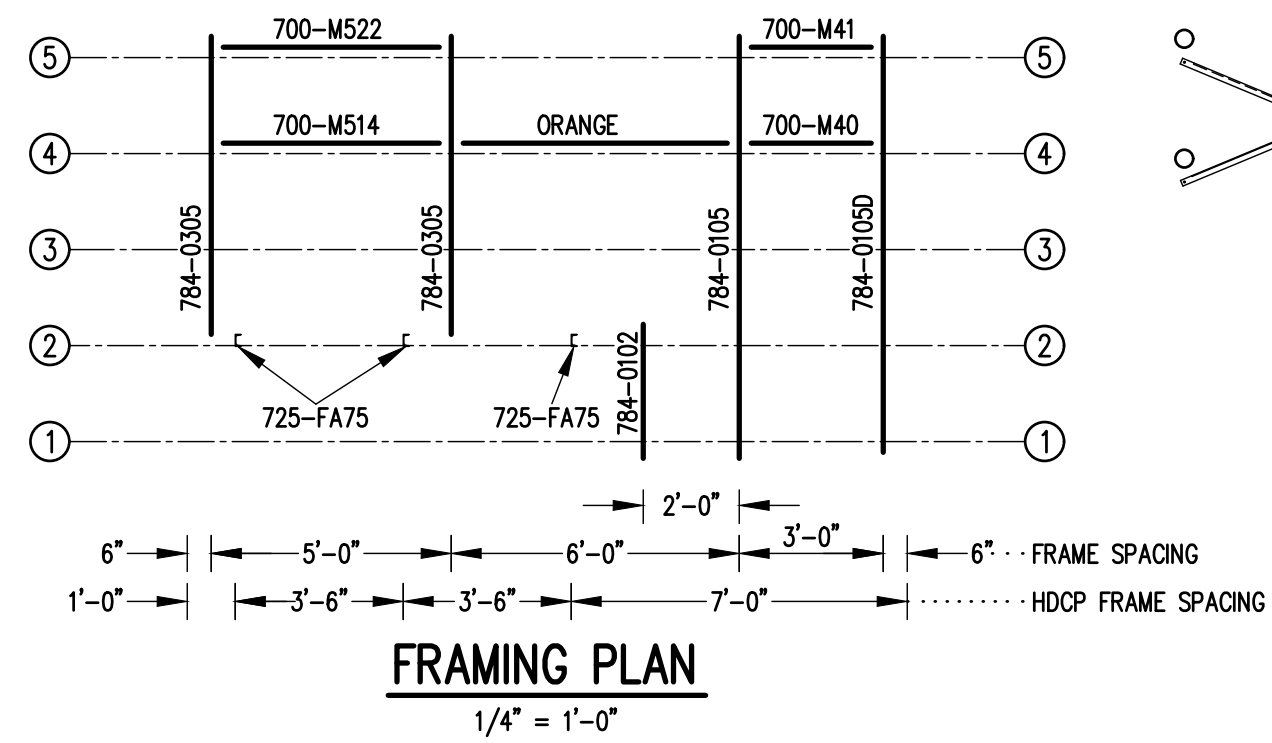 700-M522
700-M41
5
5
700-M514
ORANGE
700-M40
4
4
784-0305
784-0305
784-0105
784-0105D
3
3
2
2
784-0102
725-FA75
725-FA75
1
1
2'-0"
6"
5'-0"
6'-0"
3'-0"
6"
FRAME SPACING
1'-0"
3'-6"
3'-6"
7'-0"
HDCP FRAME SPACING
FRAMING PLAN
1/4" = 1'-0"